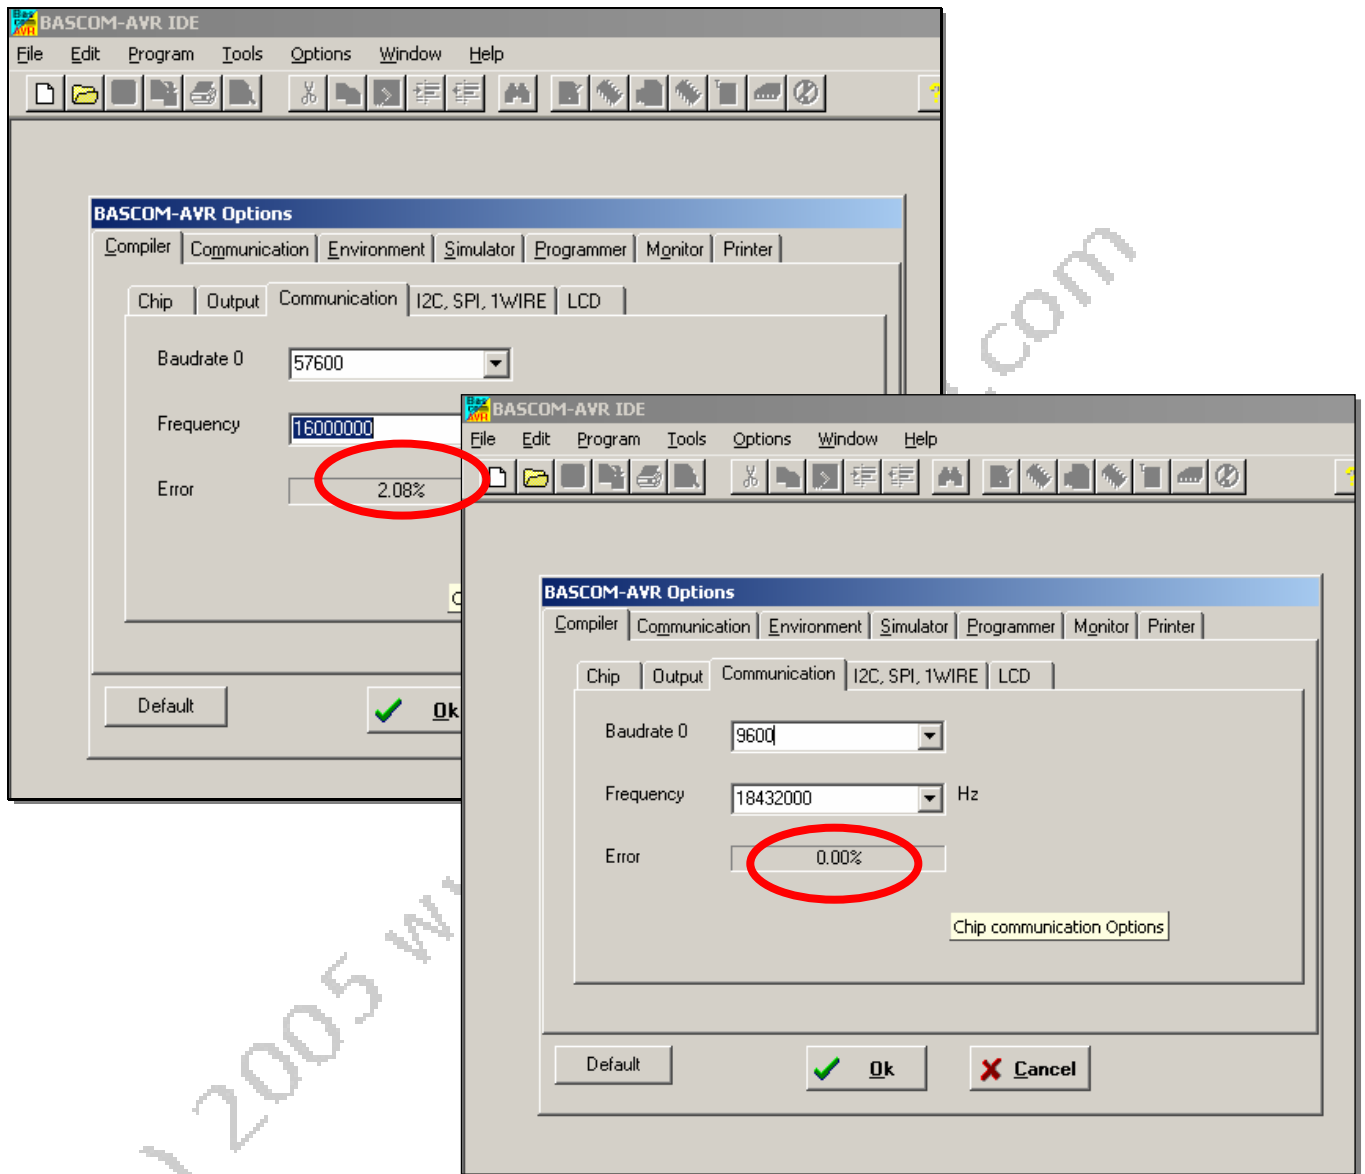 BASCOM-AVR IDE
File Edit Program Tools Options Window Help
BASCOM-AVR Options
Compiler Communication Environment Simulator Programmer Monitor Printer
Chip Output Communication I2C, SPI, 1WIRE LCD
Baudrate 0 57600
Frequency 16000000
Error 2.08%
Default Ok
BASCOM-AVR IDE
File Edit Program Tools Options Window Help
BASCOM-AVR Options
Compiler Communication Environment Simulator Programmer Monitor Printer
Chip Output Communication I2C, SPI, 1WIRE LCD
Baudrate 0 9600
Frequency 18432000 Hz
Error 0.00%
Chip communication Options
Default Ok Cancel
2005
.com